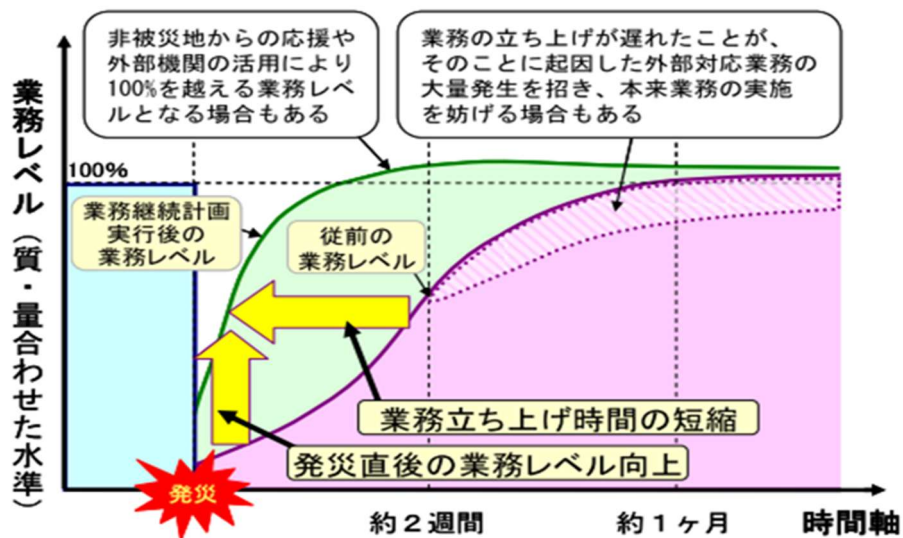 非被災地からの応援や
外部機関の活用により
100%を越える業務レベ
ルとなる場合もある
業務の立ち上げが遅れたことが、
そのことに起因した外部対応業務の
大量発生を招き、本来業務の実施
を妨げる場合もある
業務レベル（質・量合わせた水準）
100%
業務継続計画
実行後の
業務レベル
従前の
業務レベル
業務立ち上げ時間の短縮
発災直後の業務レベル向上
発災
約２週間
約１ヶ月
時間軸